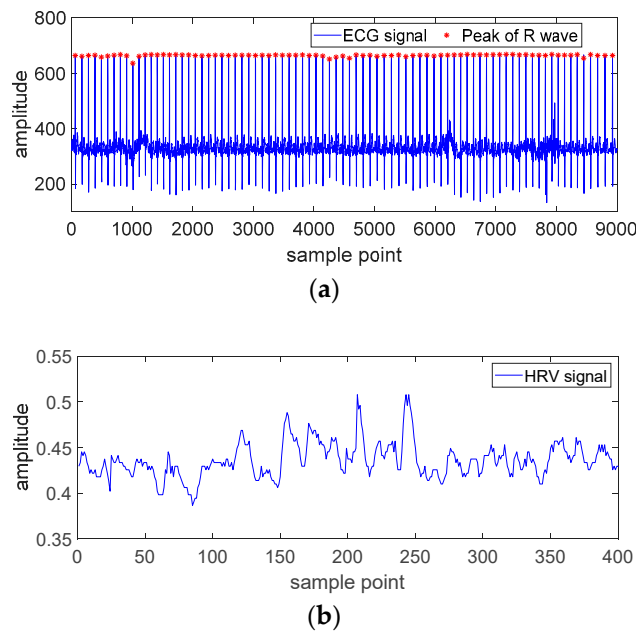 800
600
400
200
amplitude
ECG signal
Peak of R wave
0 1000 2000 3000 4000 5000 6000 7000 8000 9000
sample point
(a)
0.55
0.5
0.45
0.4
0.35
amplitude
HRV signal
0 50 100 150 200 250 300 350 400
sample point
(b)